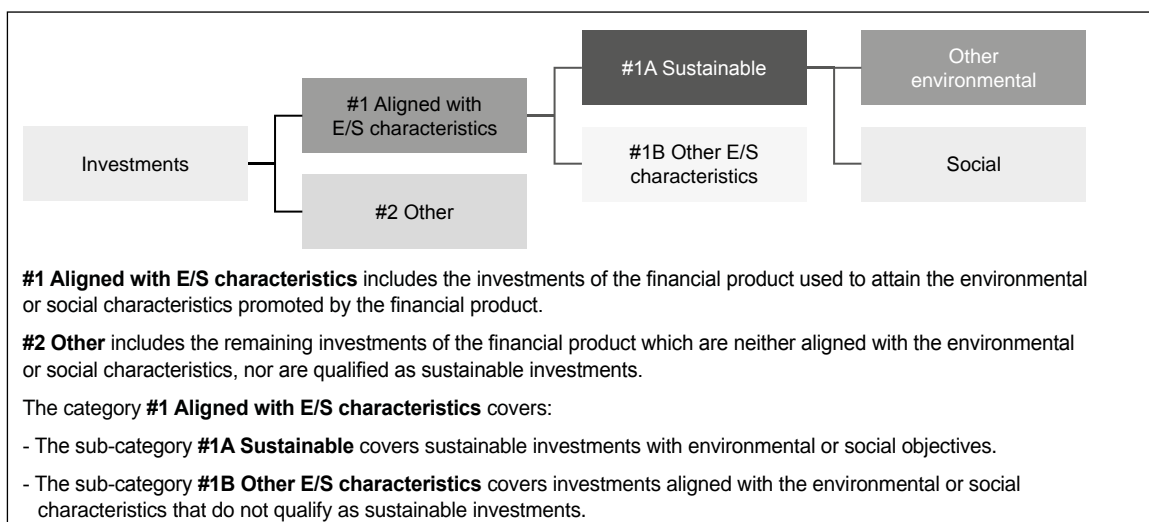 Investments
#1 Aligned with
E/S characteristics
#2 Other
#1A Sustainable
#1B Other E/S
characteristics
Other
environmental
Social
#1 Aligned with E/S characteristics includes the investments of the financial product used to attain the environmental
or social characteristics promoted by the financial product.
#2 Other includes the remaining investments of the financial product which are neither aligned with the environmental
or social characteristics, nor are qualified as sustainable investments.
The category #1 Aligned with E/S characteristics covers:
- The sub-category #1A Sustainable covers sustainable investments with environmental or social objectives.
- The sub-category #1B Other E/S characteristics covers investments aligned with the environmental or social
characteristics that do not qualify as sustainable investments.